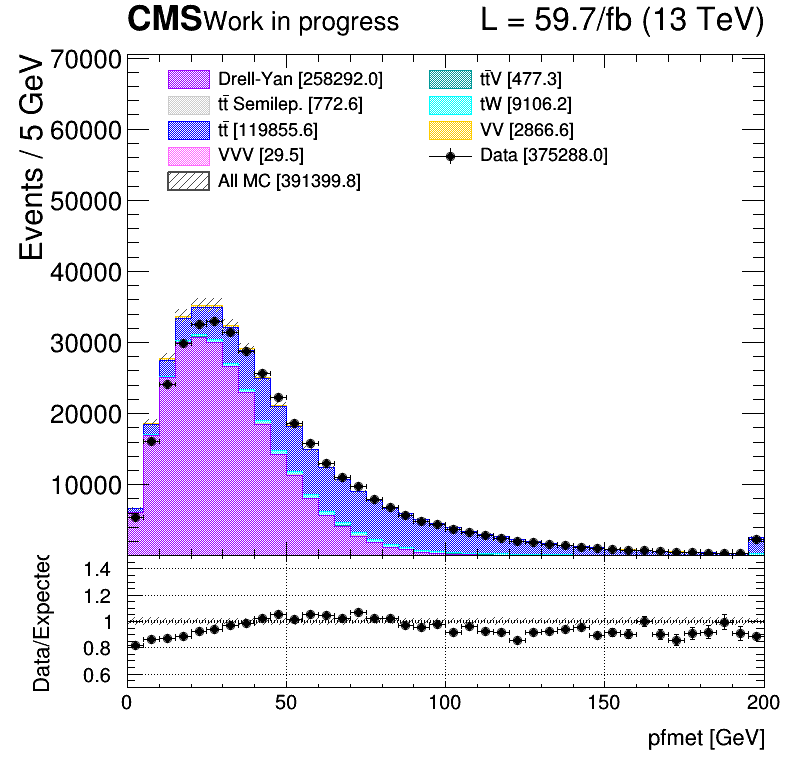 CMS Work in progress L = 59.7/fb (13 TeV)
Events / 5 GeV
70000
60000
50000
40000
30000
20000
10000
Drell-Yan [258292.0]
tt̄ Semilep. [772.6]
tt̄ [119855.6]
VVV [29.5]
All MC [391399.8]
tt̄V [477.3]
tW [9106.2]
VV [2866.6]
Data [375288.0]
Data/Expected
1.4
1.2
1
0.8
0.6
0 50 100 150 200
pfmet [GeV]